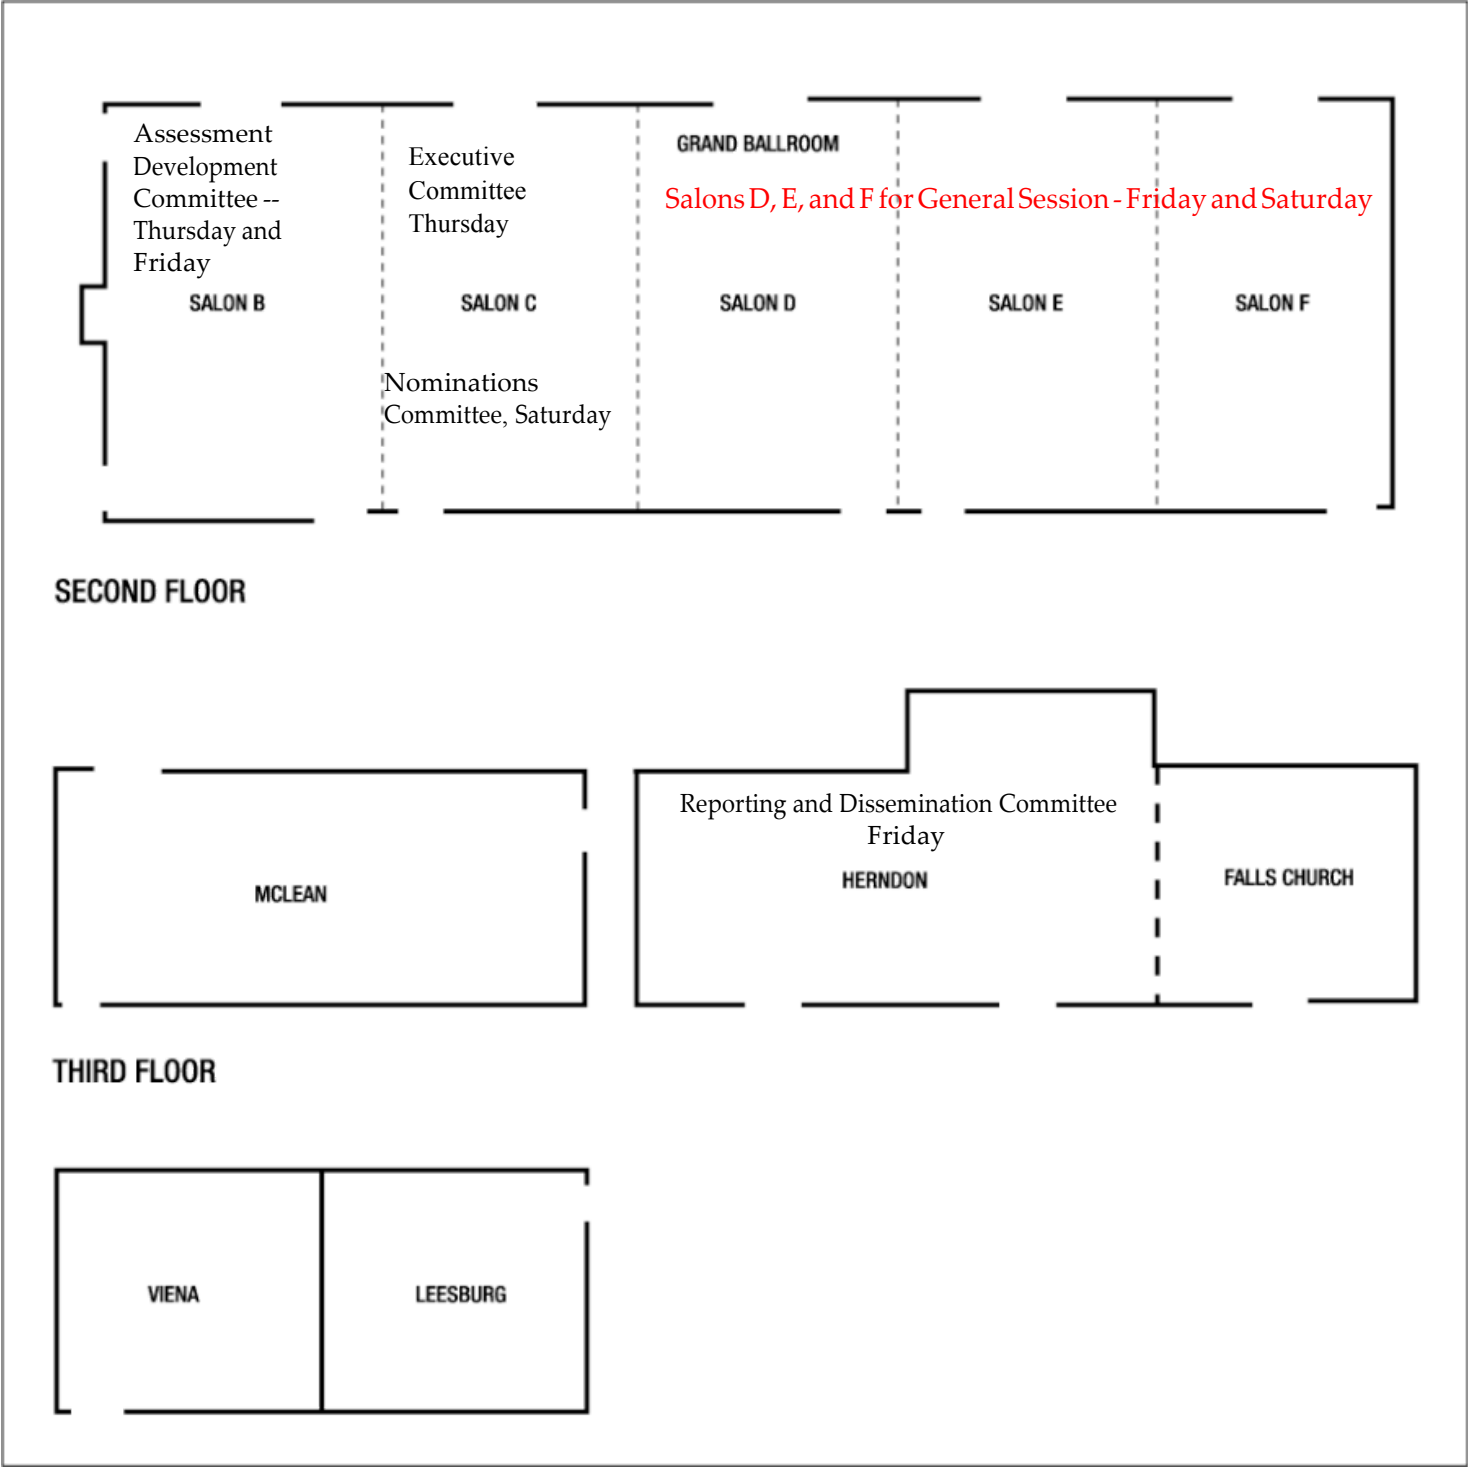 Assessment
Development
Committee --
Thursday and
Friday
SALON B
Executive
Committee
Thursday
SALON C
Nominations
Committee, Saturday
GRAND BALLROOM
Salons D, E, and F for General Session - Friday and Saturday
SALON D
SALON E
SALON F
SECOND FLOOR
MCLEAN
Reporting and Dissemination Committee
Friday
HERNDON
FALLS CHURCH
THIRD FLOOR
VIENA
LEESBURG